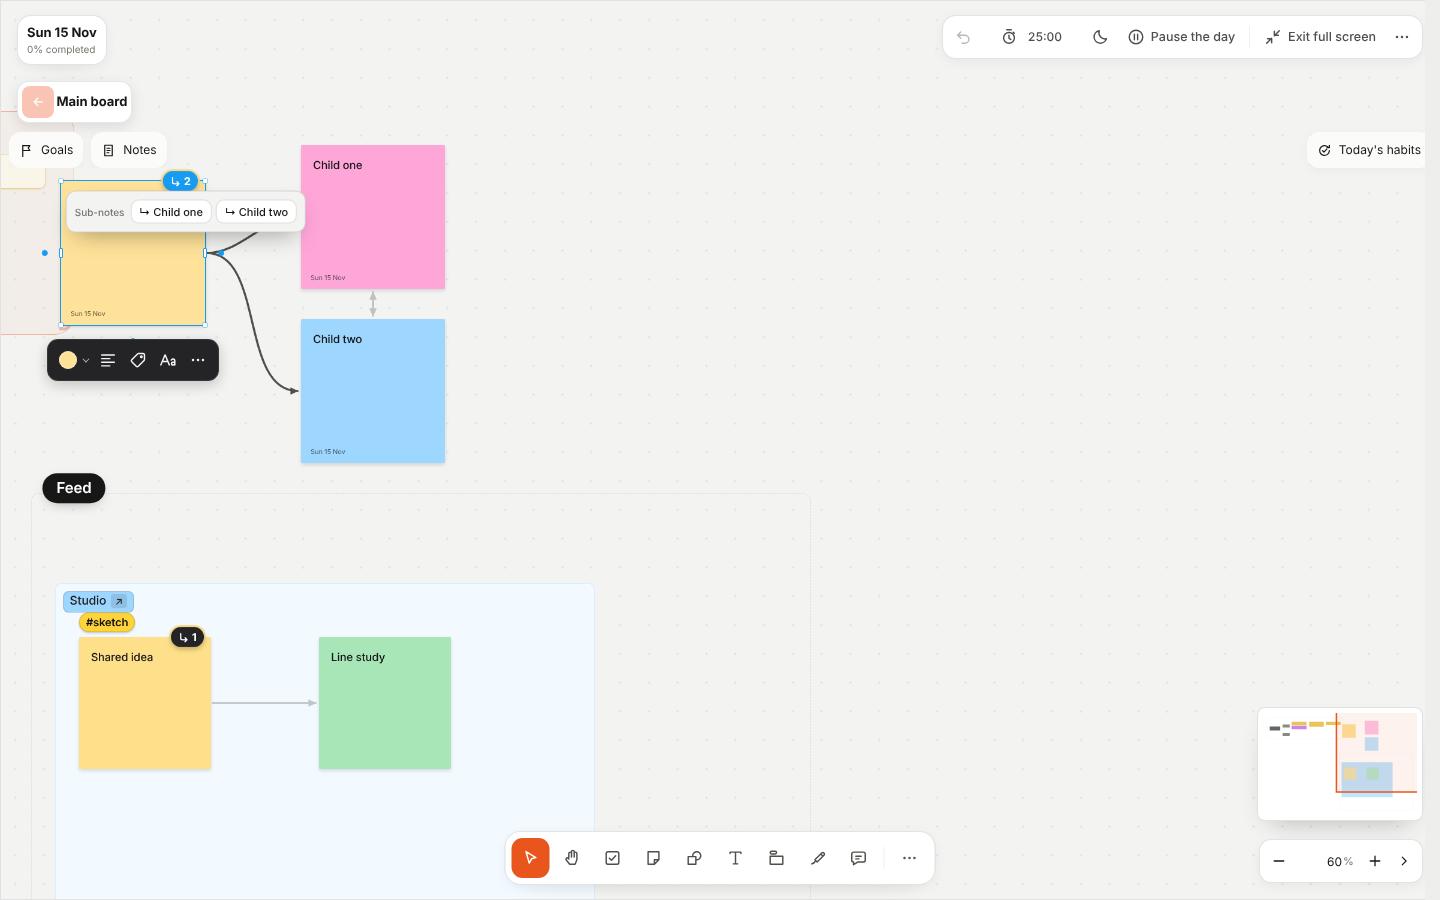 Sun 15 Nov
0% completed
25:00
Pause the day
Exit full screen
Main board
Goals
Notes
Today's habits
2
Sub-notes
Child one
Child two
Sun 15 Nov
Child one
Sun 15 Nov
Child two
Sun 15 Nov
Aa
Feed
Studio
#sketch
1
Shared idea
Line study
60%